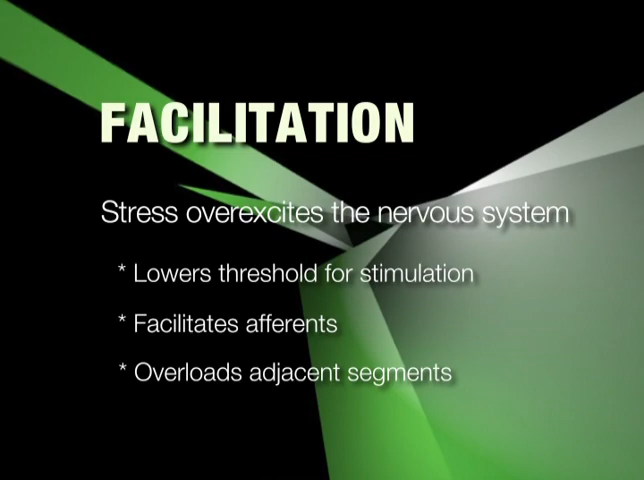 FACILITATION
Stress overexcites the nervous system
* Lowers threshold for stimulation
* Facilitates afferents
* Overloads adjacent segments